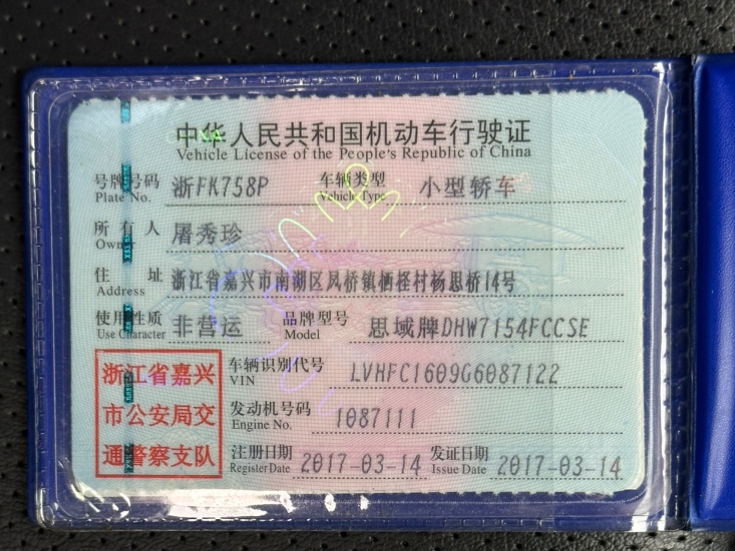 中华人民共和国机动车行驶证
Vehicle License of the People's Republic of China
号牌号码 浙FK758P 车辆类型 小型轿车
Plate No. Vehicle Type
所有人 屠秀珍
Owner
住址 浙江省嘉兴市南湖区凤桥镇栖柽村杨思桥14号
Address
使用性质 非营运 品牌型号 思域牌DHW7154FCCSE
Use Character Model
浙江省嘉兴
市公安局交
通警察支队
车辆识别代号 LVHFC1609G6087122
VIN
发动机号码 1087111
Engine No.
注册日期 2017-03-14 发证日期 2017-03-14
Register Date Issue Date